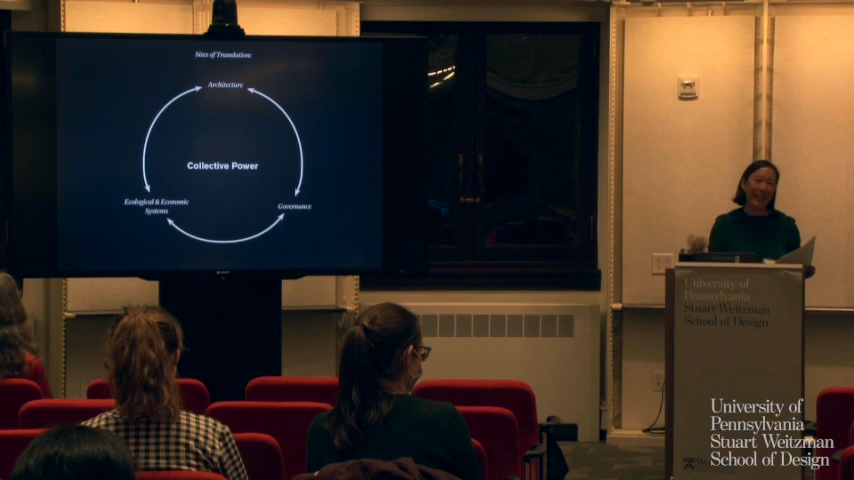 Sites of Translation:
Architecture
Collective Power
Ecological & Economic
Systems
Governance
University of
Pennsylvania
Stuart Weitzman
School of Design
University of
Pennsylvania
Stuart Weitzman
School of Design